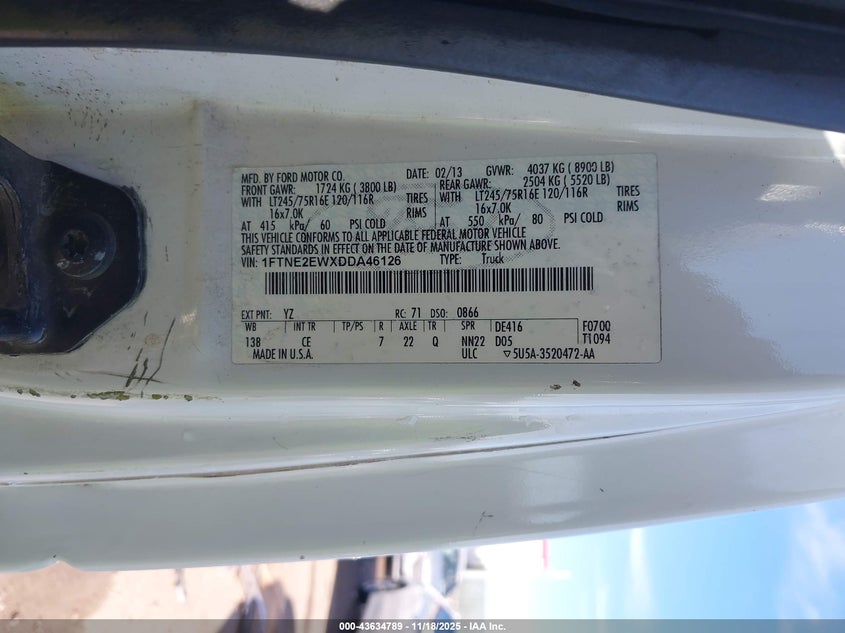 MFD. BY FORD MOTOR CO. DATE: 02/13 GVWR: 4037 KG ( 8900 LB)
FRONT GAWR: 1724 KG ( 3800 LB) REAR GAWR: 2504 KG ( 5520 LB)
WITH LT245/75R16E 120/116R TIRES WITH LT245/75R16E 120/116R TIRES
16x7.0K RIMS 16x7.0K RIMS
AT 415 kPa/ 60 PSI COLD AT 550 kPa/ 80 PSI COLD
THIS VEHICLE CONFORMS TO ALL APPLICABLE FEDERAL MOTOR VEHICLE
SAFETY STANDARDS IN EFFECT ON THE DATE OF MANUFACTURE SHOWN ABOVE.
VIN: 1FTNE2EWXDDA46126 TYPE: Truck
EXT PNT: YZ RC: 71 DSO: 0866
WB INT TR TP/PS R AXLE TR SPR DE416 F0700
138 CE 7 22 Q NN22 D05 T1094
MADE IN U.S.A. ULC ▽5U5A-3520472-AA
000-43634789 - 11/18/2025 - IAA Inc.